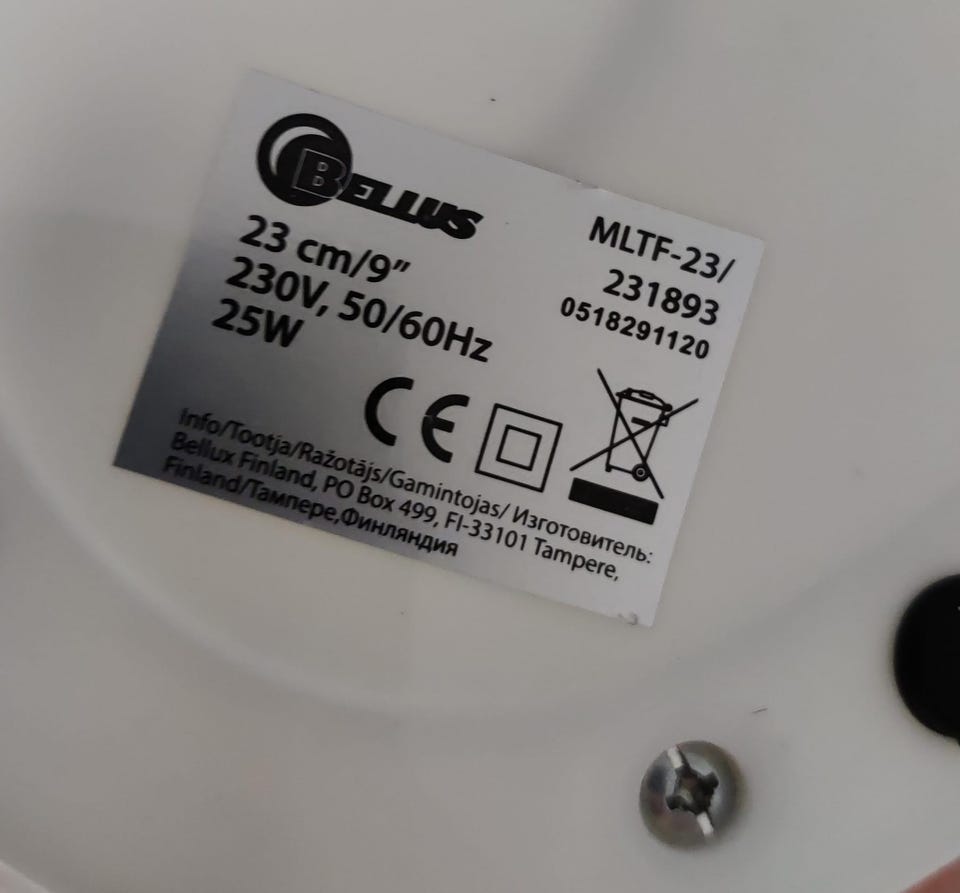 BELLUS
23 cm/9”
230V, 50/60Hz
25W
MLTF-23/
231893
0518291120
CE
Info/Tootja/Ražotājs/Gamintojas/ Изготовитель:
Bellux Finland, PO Box 499, FI-33101 Tampere,
Finland/Тампере,Финляндия